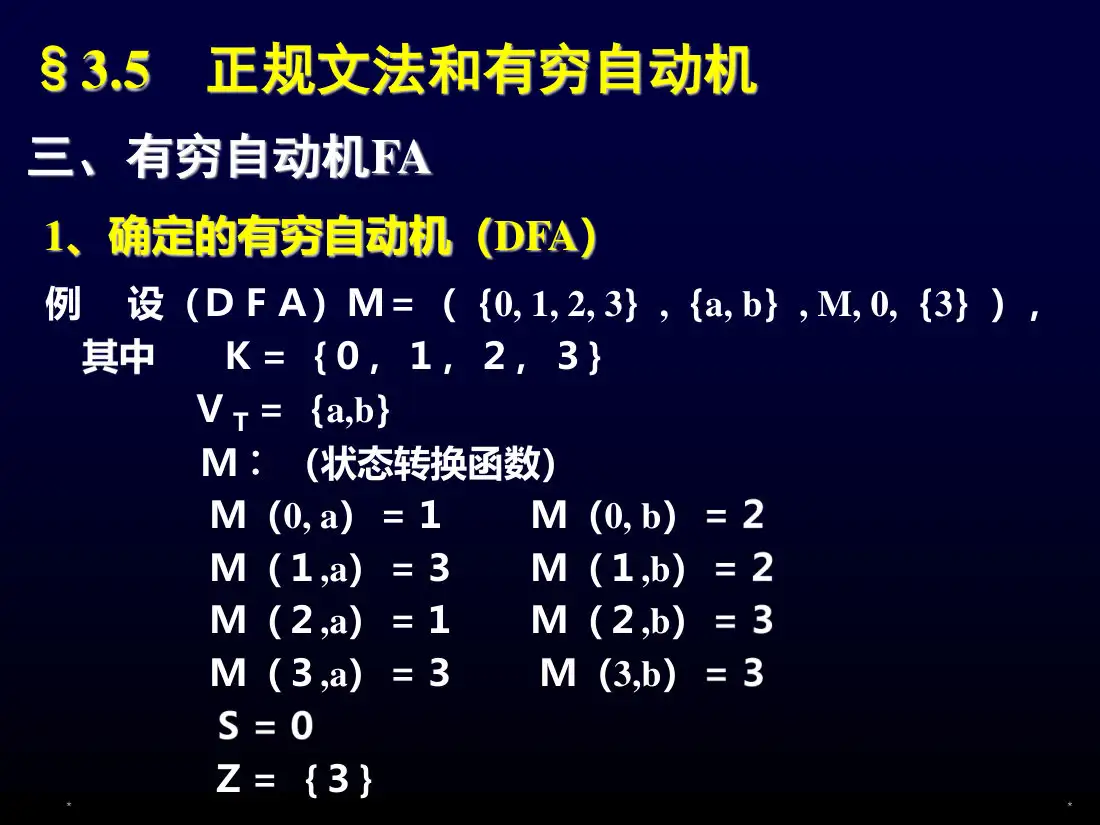 §3.5 正规文法和有穷自动机
三、有穷自动机FA
1、确定的有穷自动机（DFA）
例 设（D F A）M=（{0, 1, 2, 3}, {a, b}, M, 0, {3}），
其中 K = {0， 1， 2， 3}
V T = {a,b}
M： （状态转换函数）
M（0, a）= 1 M（0, b）= 2
M（1,a）= 3 M（1,b）= 2
M（2,a）= 1 M（2,b）= 3
M（3,a）= 3 M（3,b）= 3
S = 0
Z = {3}
* *